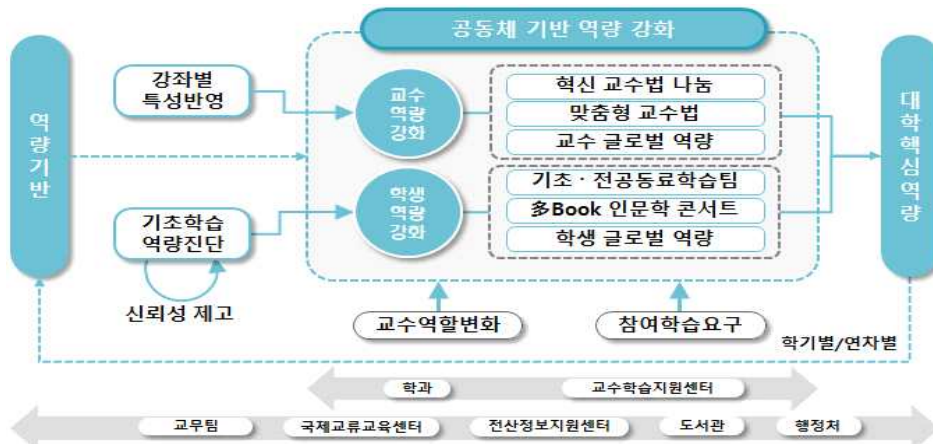 공동체 기반 역량 강화
역량기반
강좌별
특성반영
기초학습
역량진단
신뢰성 제고
교수
역량
강화
혁신 교수법 나눔
맞춤형 교수법
교수 글로벌 역량
학생
역량
강화
기초 · 전공동료학습팀
多Book 인문학 콘서트
학생 글로벌 역량
대학핵심역량
교수역할변화
참여학습요구
학기별/연차별
학과
교수학습지원센터
교무팀
국제교류교육센터
전산정보지원센터
도서관
행정처